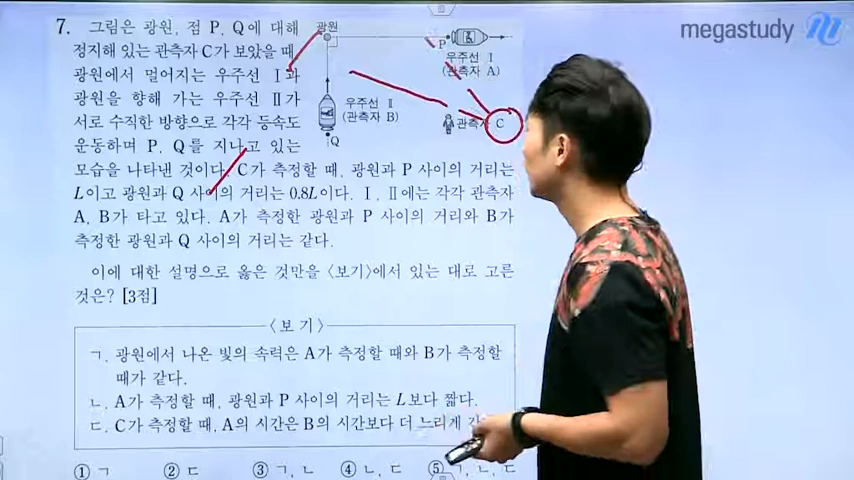 megastudy
7. 그림은 광원, 점 P, Q에 대해
정지해 있는 관측자 C가 보았을 때
광원에서 멀어지는 우주선 Ⅰ과
광원을 향해 가는 우주선 Ⅱ가
서로 수직한 방향으로 각각 등속도
운동하며 P, Q를 지나고 있는
모습을 나타낸 것이다. C가 측정할 때, 광원과 P 사이의 거리는
L이고 광원과 Q 사이의 거리는 0.8L이다. Ⅰ, Ⅱ에는 각각 관측자
A, B가 타고 있다. A가 측정한 광원과 P 사이의 거리와 B가
측정한 광원과 Q 사이의 거리는 같다.
광원
P
우주선 Ⅰ
(관측자 A)
우주선 Ⅱ
(관측자 B)
관측자 C
Q
이에 대한 설명으로 옳은 것만을 〈보기〉에서 있는 대로 고른
것은? [3점]
〈보 기〉
ㄱ. 광원에서 나온 빛의 속력은 A가 측정할 때와 B가 측정할
때가 같다.
ㄴ. A가 측정할 때, 광원과 P 사이의 거리는 L보다 짧다.
ㄷ. C가 측정할 때, A의 시간은 B의 시간보다 더 느리게
① ㄱ ② ㄷ ③ ㄱ, ㄴ ④ ㄴ, ㄷ ⑤ ㄱ, ㄴ, ㄷ